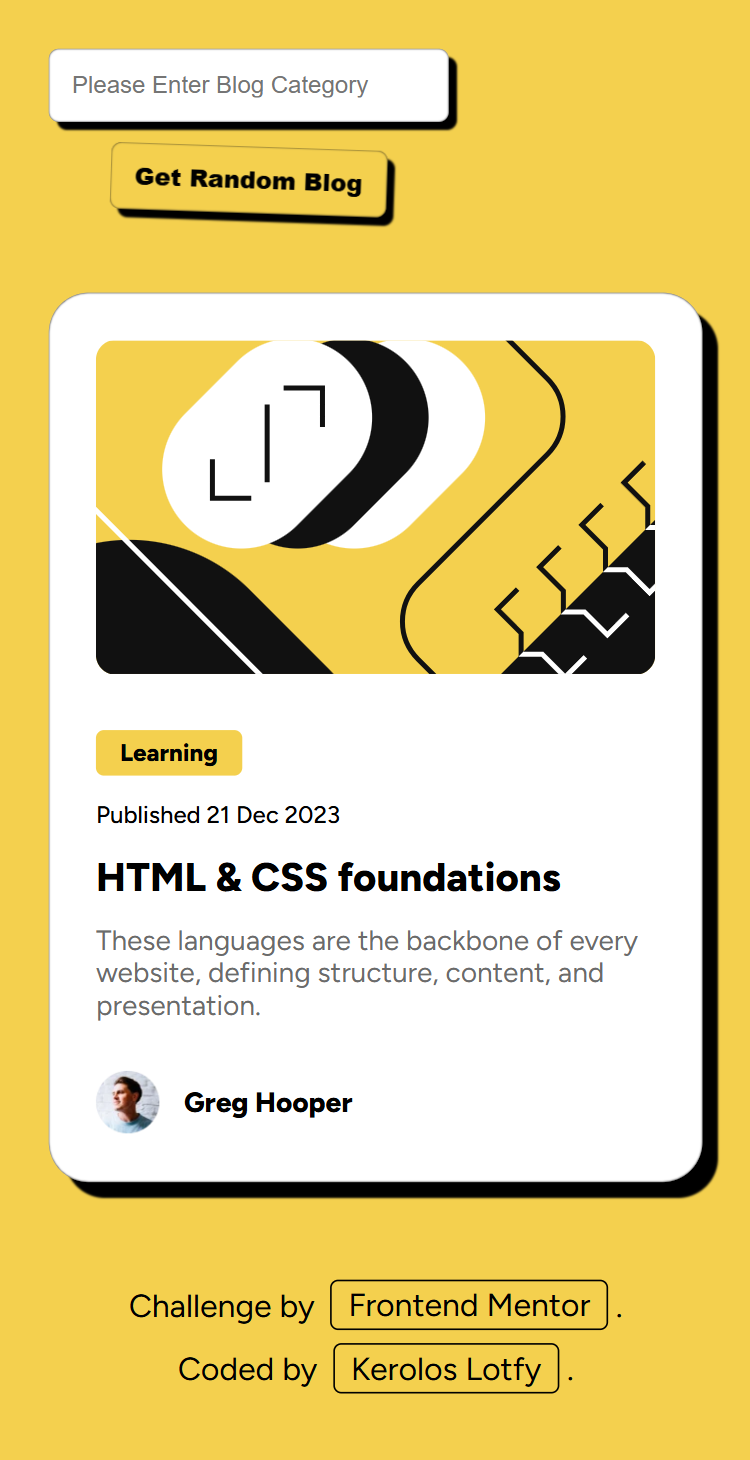 Please Enter Blog Category
Get Random Blog
Learning
Published 21 Dec 2023
HTML & CSS foundations
These languages are the backbone of every
website, defining structure, content, and
presentation.
Greg Hooper
Challenge by Frontend Mentor .
Coded by Kerolos Lotfy .